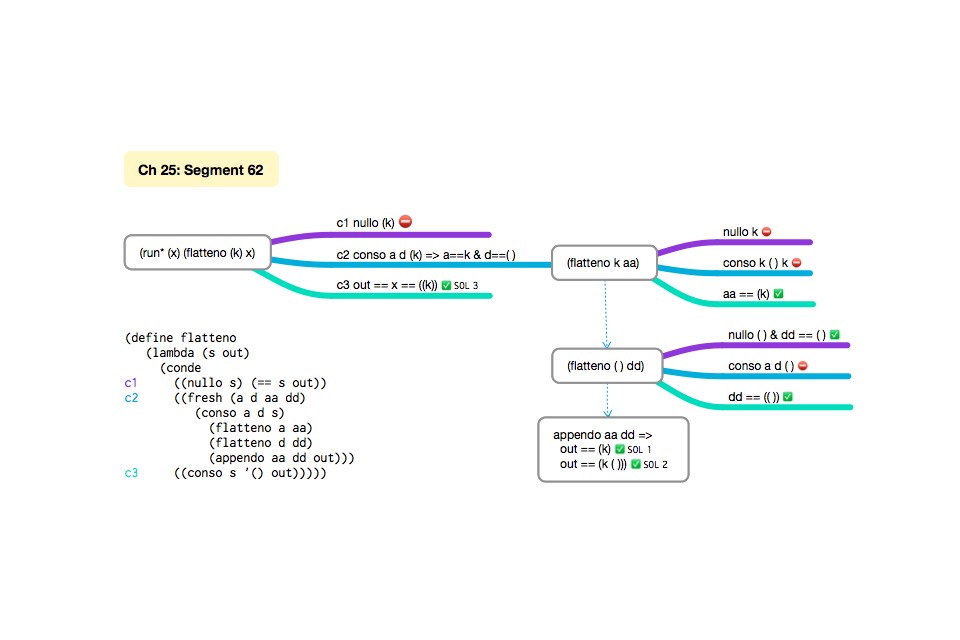 Ch 25: Segment 62
c1 nullo (k) ⛔
(run* (x) (flatteno (k) x)
c2 conso a d (k) => a==k & d==()
c3 out == x == ((k)) ✅ SOL 3
(flatteno k aa)
nullo k ⛔
conso k ( ) k ⛔
aa == (k) ✅
(flatteno ( ) dd)
nullo ( ) & dd == ( ) ✅
conso a d ( ) ⛔
dd == (( )) ✅
appendo aa dd =>
out == (k) ✅ SOL 1
out == (k ( ))) ✅ SOL 2
(define flatteno
(lambda (s out)
(conde
c1 ((nullo s) (== s out))
c2 ((fresh (a d aa dd)
(conso a d s)
(flatteno a aa)
(flatteno d dd)
(appendo aa dd out)))
c3 ((conso s '() out)))))